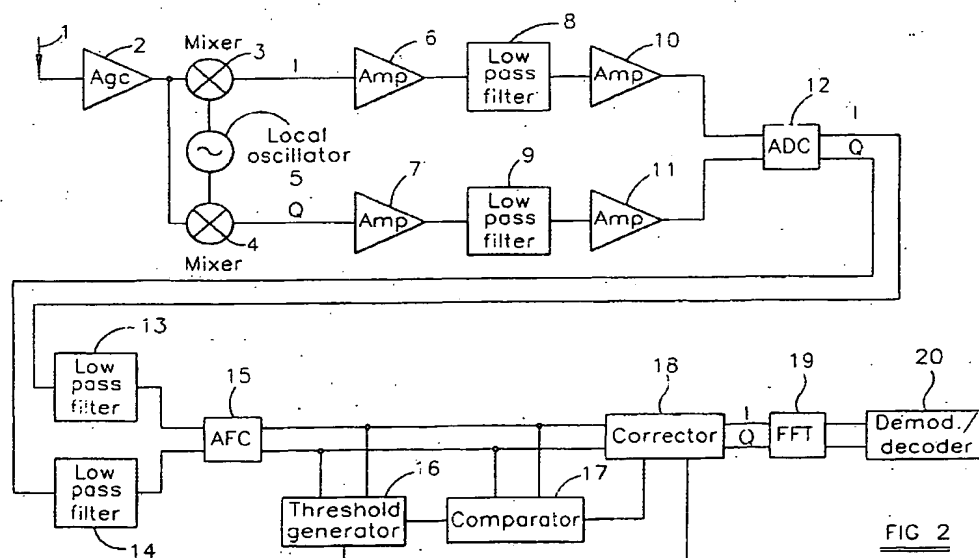 1
2
Agc
Mixer
3
I
6
Amp
8
Low
pass
filter
10
Amp
12
ADC
I
Q
Local
oscillator
5
Q
4
Mixer
7
Amp
9
Low
pass
filter
11
Amp
13
Low
pass
filter
14
Low
pass
filter
15
AFC
16
Threshold
generator
17
Comparator
18
Corrector
I
Q
19
FFT
20
Demod./
decoder
FIG 2